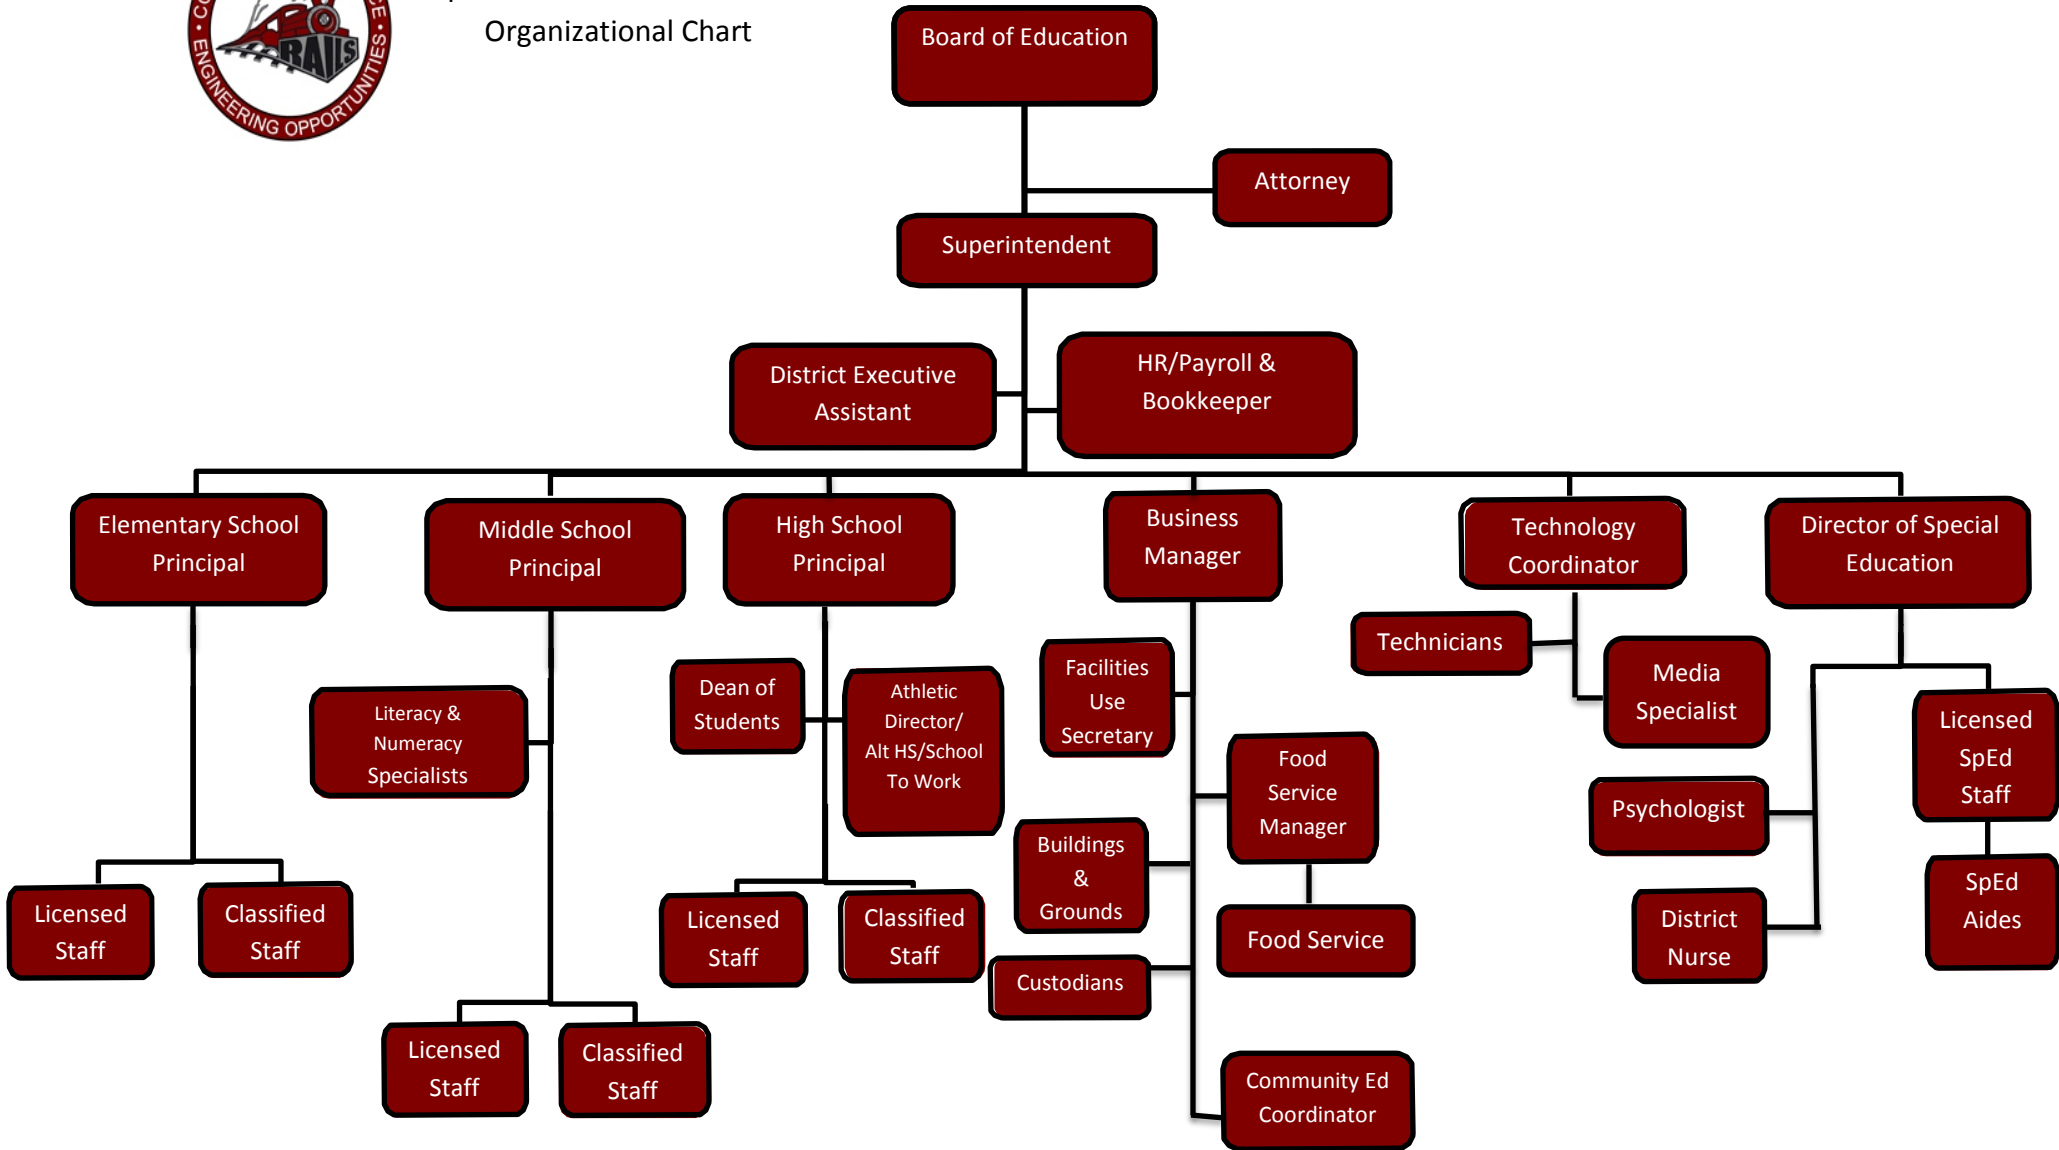 ENGINEERING OPPORTUNITIES
RAILS
Organizational Chart
Board of Education
Attorney
Superintendent
District Executive
Assistant
HR/Payroll &
Bookkeeper
Elementary School
Principal
Middle School
Principal
High School
Principal
Business
Manager
Technology
Coordinator
Director of Special
Education
Literacy &
Numeracy
Specialists
Dean of
Students
Athletic
Director/
Alt HS/School
To Work
Facilities
Use
Secretary
Food
Service
Manager
Technicians
Media
Specialist
Licensed
SpEd
Staff
Psychologist
Buildings
&
Grounds
SpEd
Aides
Licensed
Staff
Classified
Staff
Licensed
Staff
Classified
Staff
Food Service
District
Nurse
Custodians
Licensed
Staff
Classified
Staff
Community Ed
Coordinator